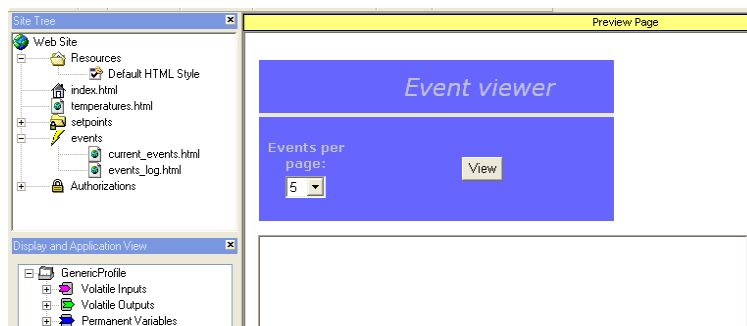 Site Tree
Web Site
Resources
Default HTML Style
index.html
temperatures.html
setpoints
events
current_events.html
events_log.html
Authorizations
Display and Application View
GenericProfile
Volatile Inputs
Volatile Outputs
Permanent Variables
Preview Page
Event viewer
Events per
page:
5
View